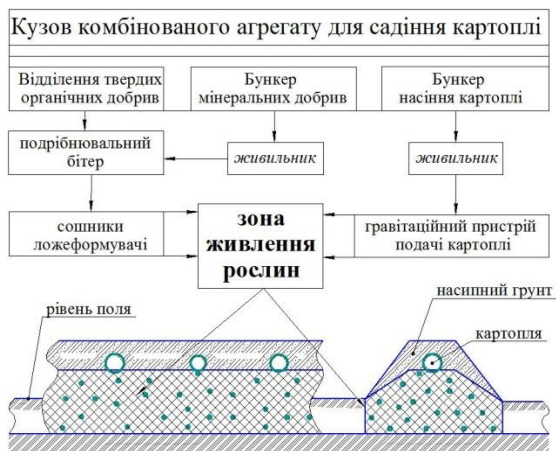 Кузов комбінованого агрегату для садіння картоплі
Відділення твердих
органічних добрив
Бункер
мінеральних добрив
Бункер
насіння картоплі
подрібнювальний
бітер
живильник
живильник
сошники
ложеформувачі
зона
живлення
рослин
гравітаційний пристрій
подачі картоплі
рівень поля
насипний грунт
картопля